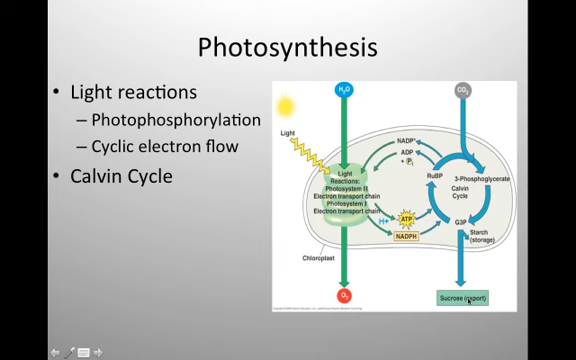 Photosynthesis
• Light reactions
– Photophosphorylation
– Cyclic electron flow
• Calvin Cycle
H₂O
CO₂
Light
NADP⁺
ADP
+ Pᵢ
Light
Reactions:
Photosystem II
Electron transport chain
Photosystem I
Electron transport chain
RuBP
3-Phosphoglycerate
Calvin
Cycle
H+
ATP
NADPH
G3P
Starch
(storage)
Chloroplast
O₂
Sucrose (export)